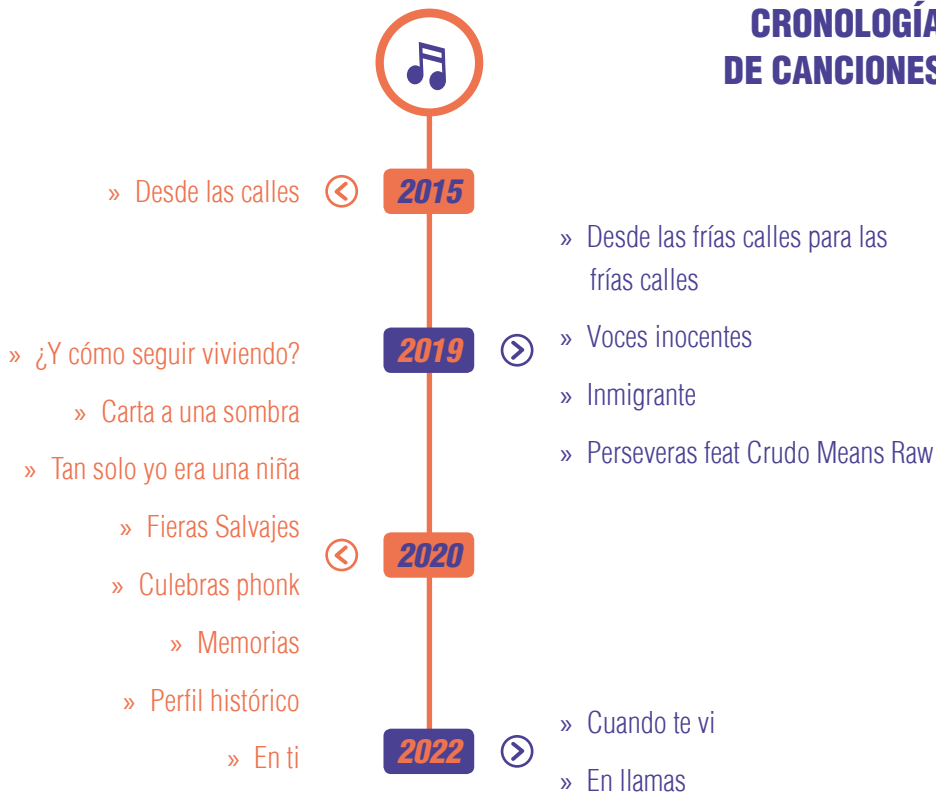 CRONOLOGÍA
DE CANCIONES
2015
» Desde las calles
2019
» Desde las frías calles para las
frías calles
» Voces inocentes
» Inmigrante
» Perseveras feat Crudo Means Raw
2020
» ¿Y cómo seguir viviendo?
» Carta a una sombra
» Tan solo yo era una niña
» Fieras Salvajes
» Culebras phonk
» Memorias
» Perfil histórico
» En ti
2022
» Cuando te vi
» En llamas